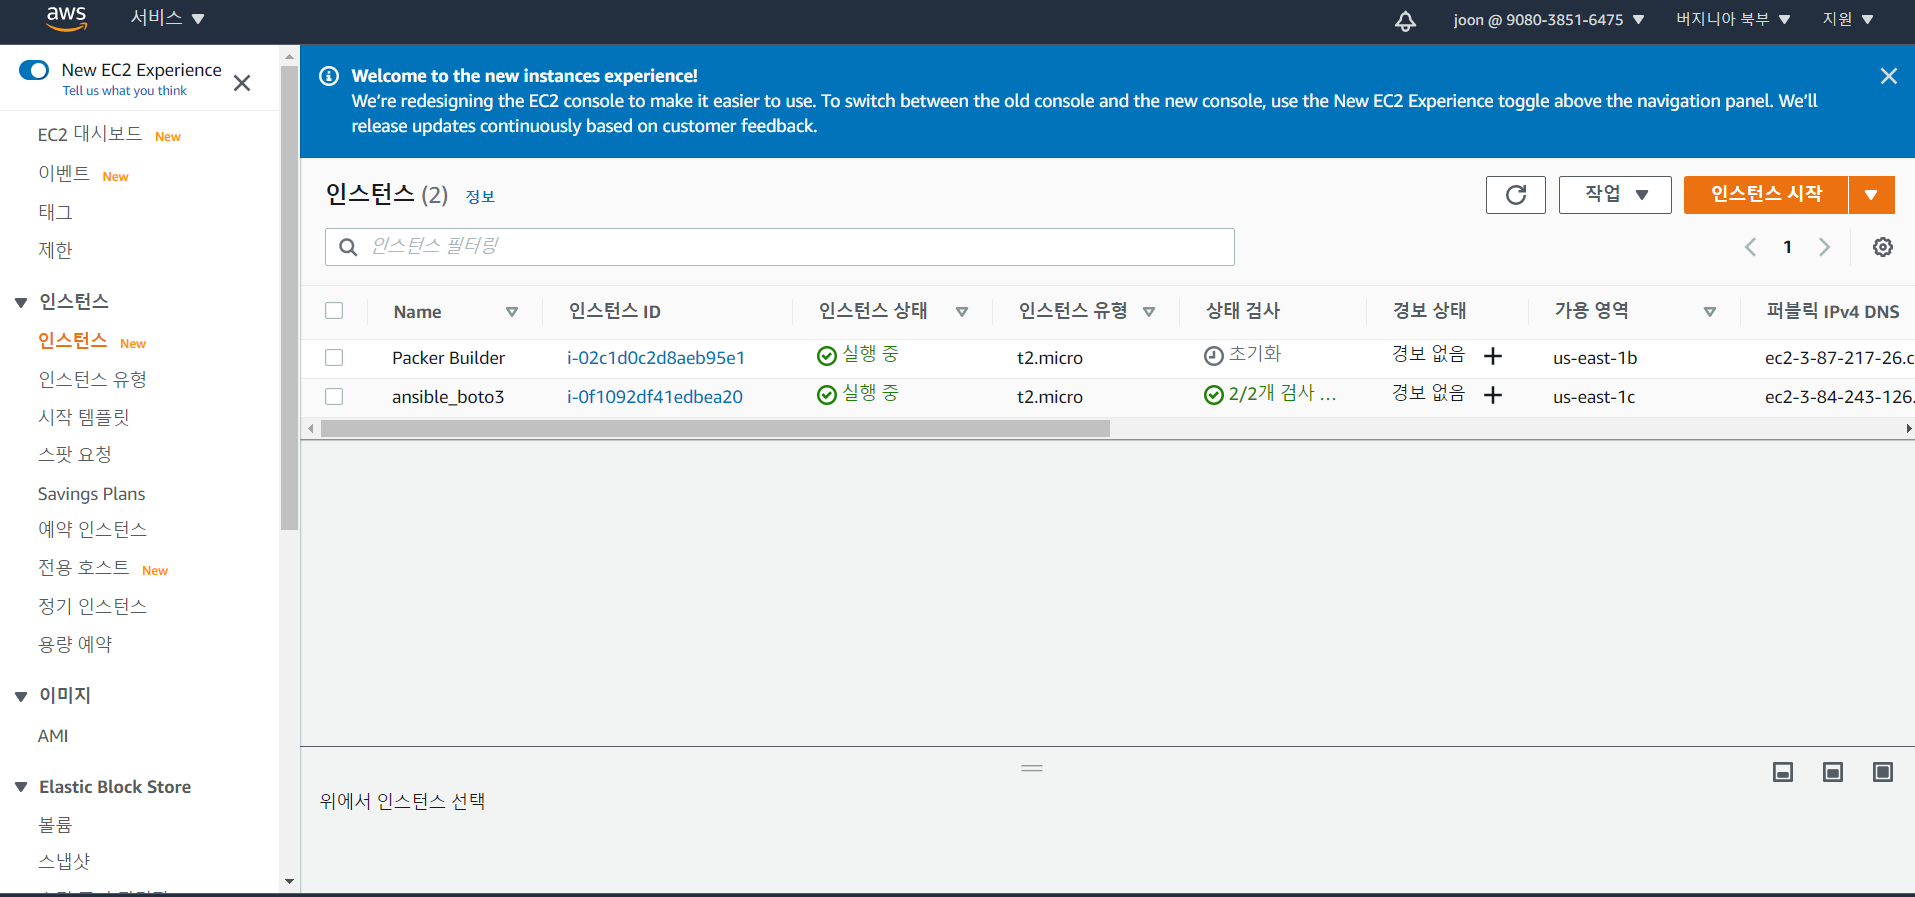 aws
서비스
joon @ 9080-3851-6475
버지니아 북부
지원
New EC2 Experience
Tell us what you think
EC2 대시보드 New
이벤트 New
태그
제한
인스턴스
인스턴스 New
인스턴스 유형
시작 템플릿
스팟 요청
Savings Plans
예약 인스턴스
전용 호스트 New
정기 인스턴스
용량 예약
이미지
AMI
Elastic Block Store
볼륨
스냅샷
Welcome to the new instances experience!
We’re redesigning the EC2 console to make it easier to use. To switch between the old console and the new console, use the New EC2 Experience toggle above the navigation panel. We’ll
release updates continuously based on customer feedback.
인스턴스 (2) 정보
작업
인스턴스 시작
인스턴스 필터링
1
Name 인스턴스 ID 인스턴스 상태 인스턴스 유형 상태 검사 경보 상태 가용 영역 퍼블릭 IPv4 DNS
Packer Builder i-02c1d0c2d8aeb95e1 실행 중 t2.micro 초기화 경보 없음 us-east-1b ec2-3-87-217-26.c
ansible_boto3 i-0f1092df41edbea20 실행 중 t2.micro 2/2개 검사 ... 경보 없음 us-east-1c ec2-3-84-243-126.
위에서 인스턴스 선택